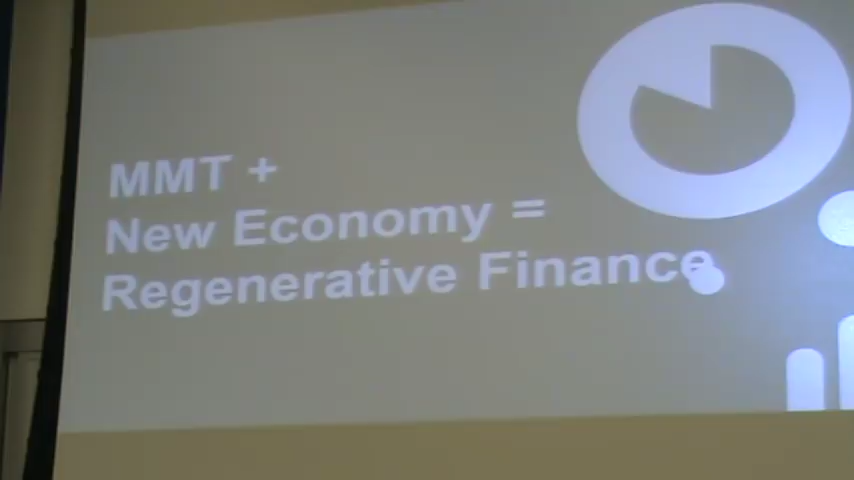 MMT +
New Economy =
Regenerative Finance